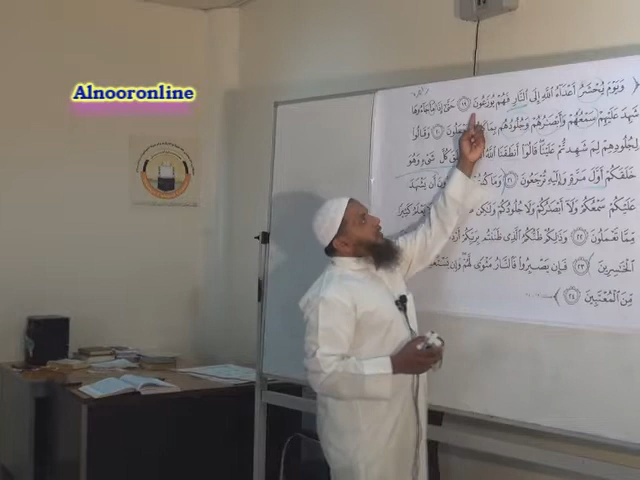 Alnooronline
وَيَوْمَ يُحْشَرُ أَعْدَاءُ اللَّهِ إِلَى النَّارِ فَهُمْ يُوزَعُونَ ١٩ حَتَّىٰ إِذَا مَا جَاءُوهَا
شَهِدَ عَلَيْهِمْ سَمْعُهُمْ وَأَبْصَارُهُمْ وَجُلُودُهُم بِمَا يَعْمَلُونَ ٢٠ وَقَالُوا
لِجُلُودِهِمْ لِمَ شَهِدتُّمْ عَلَيْنَا قَالُوا أَنطَقَنَا اللَّهُ كُلَّ شَيْءٍ وَهُوَ
خَلَقَكُمْ أَوَّلَ مَرَّةٍ وَإِلَيْهِ تُرْجَعُونَ ٢١ وَمَا كُنتُمْ أَن يَشْهَدَ
عَلَيْكُمْ سَمْعُكُمْ وَلَا أَبْصَارُكُمْ وَلَا جُلُودُكُمْ وَلَٰكِن يَعْلَمُ كَثِيرًا
مِّمَّا تَعْمَلُونَ ٢٢ وَذَٰلِكُمْ ظَنُّكُمُ الَّذِي ظَنَنتُم بِرَبِّكُمْ
الْخَاسِرِينَ ٢٣ فَإِن يَصْبِرُوا فَالنَّارُ مَثْوًى لَّهُمْ وَإِن يَسْتَعْتِبُوا
مِّنَ الْمُعْتَبِينَ ٢٤